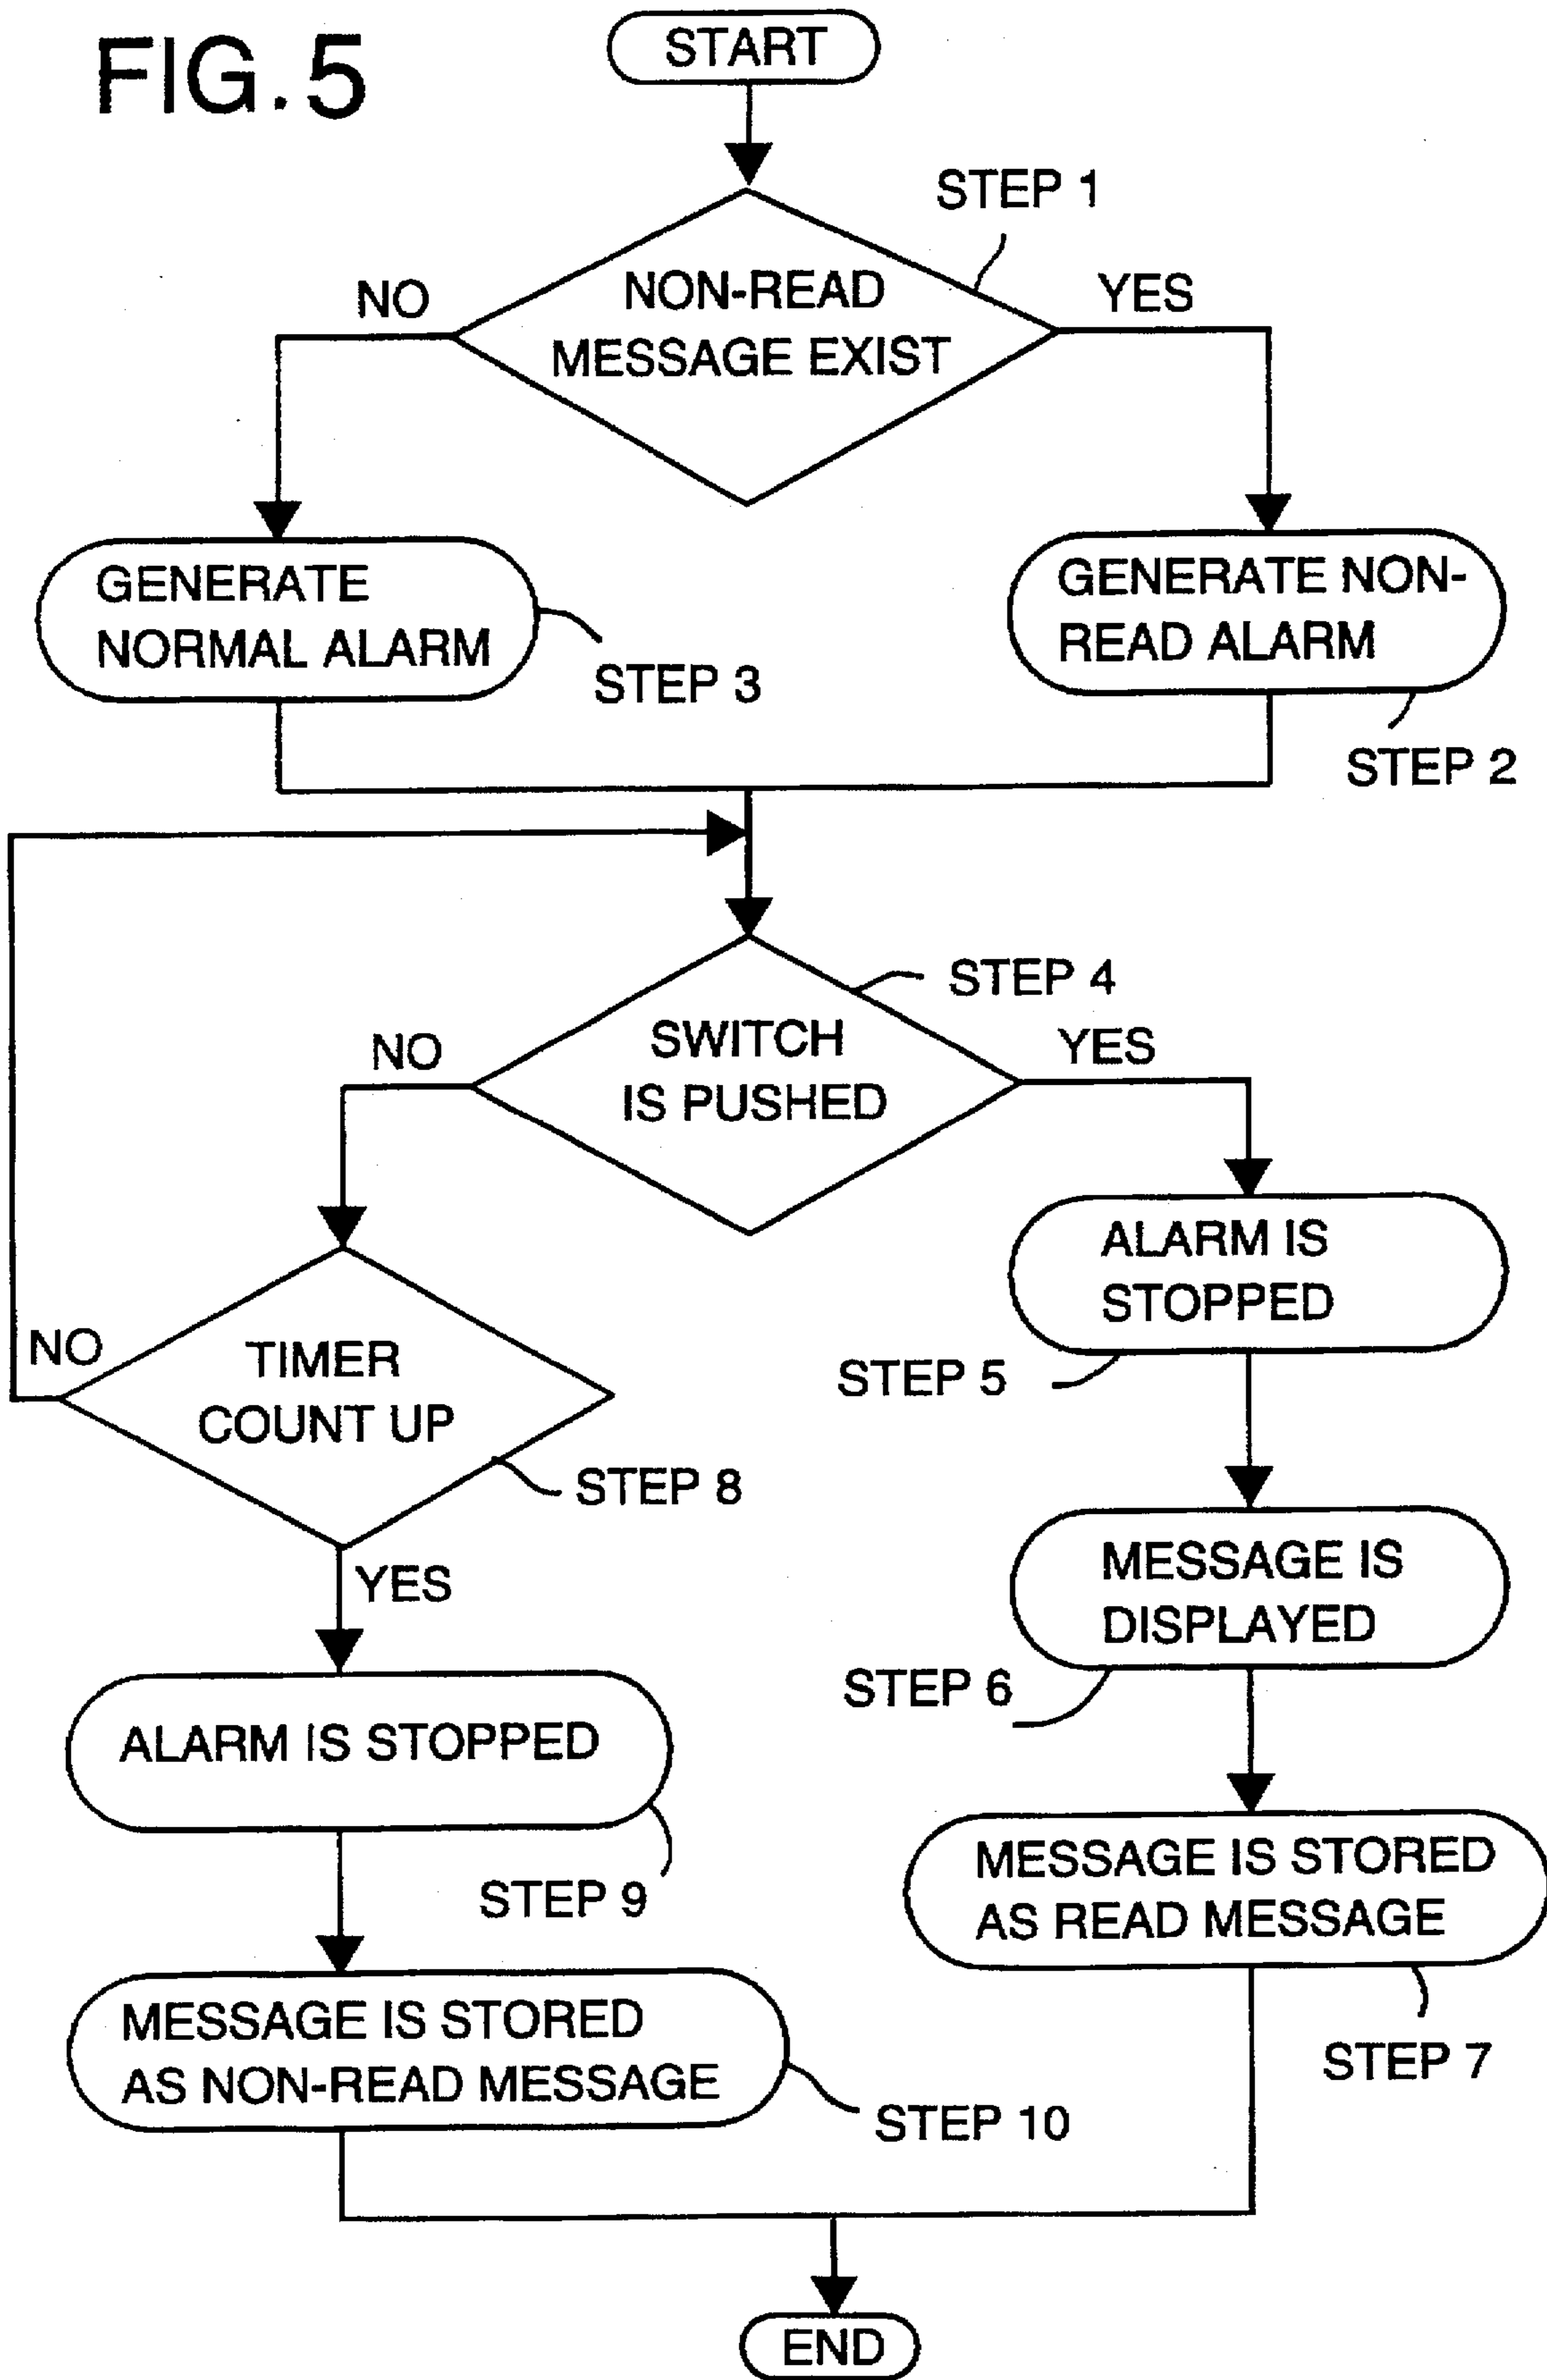 FIG. 5
START
STEP 1
NO
NON-READ
MESSAGE EXIST
YES
GENERATE
NORMAL ALARM
STEP 3
GENERATE NON-
READ ALARM
STEP 2
STEP 4
NO
SWITCH
IS PUSHED
YES
ALARM IS
STOPPED
STEP 5
NO
TIMER
COUNT UP
STEP 8
YES
MESSAGE IS
DISPLAYED
STEP 6
ALARM IS STOPPED
STEP 9
MESSAGE IS STORED
AS READ MESSAGE
STEP 7
MESSAGE IS STORED
AS NON-READ MESSAGE
STEP 10
END